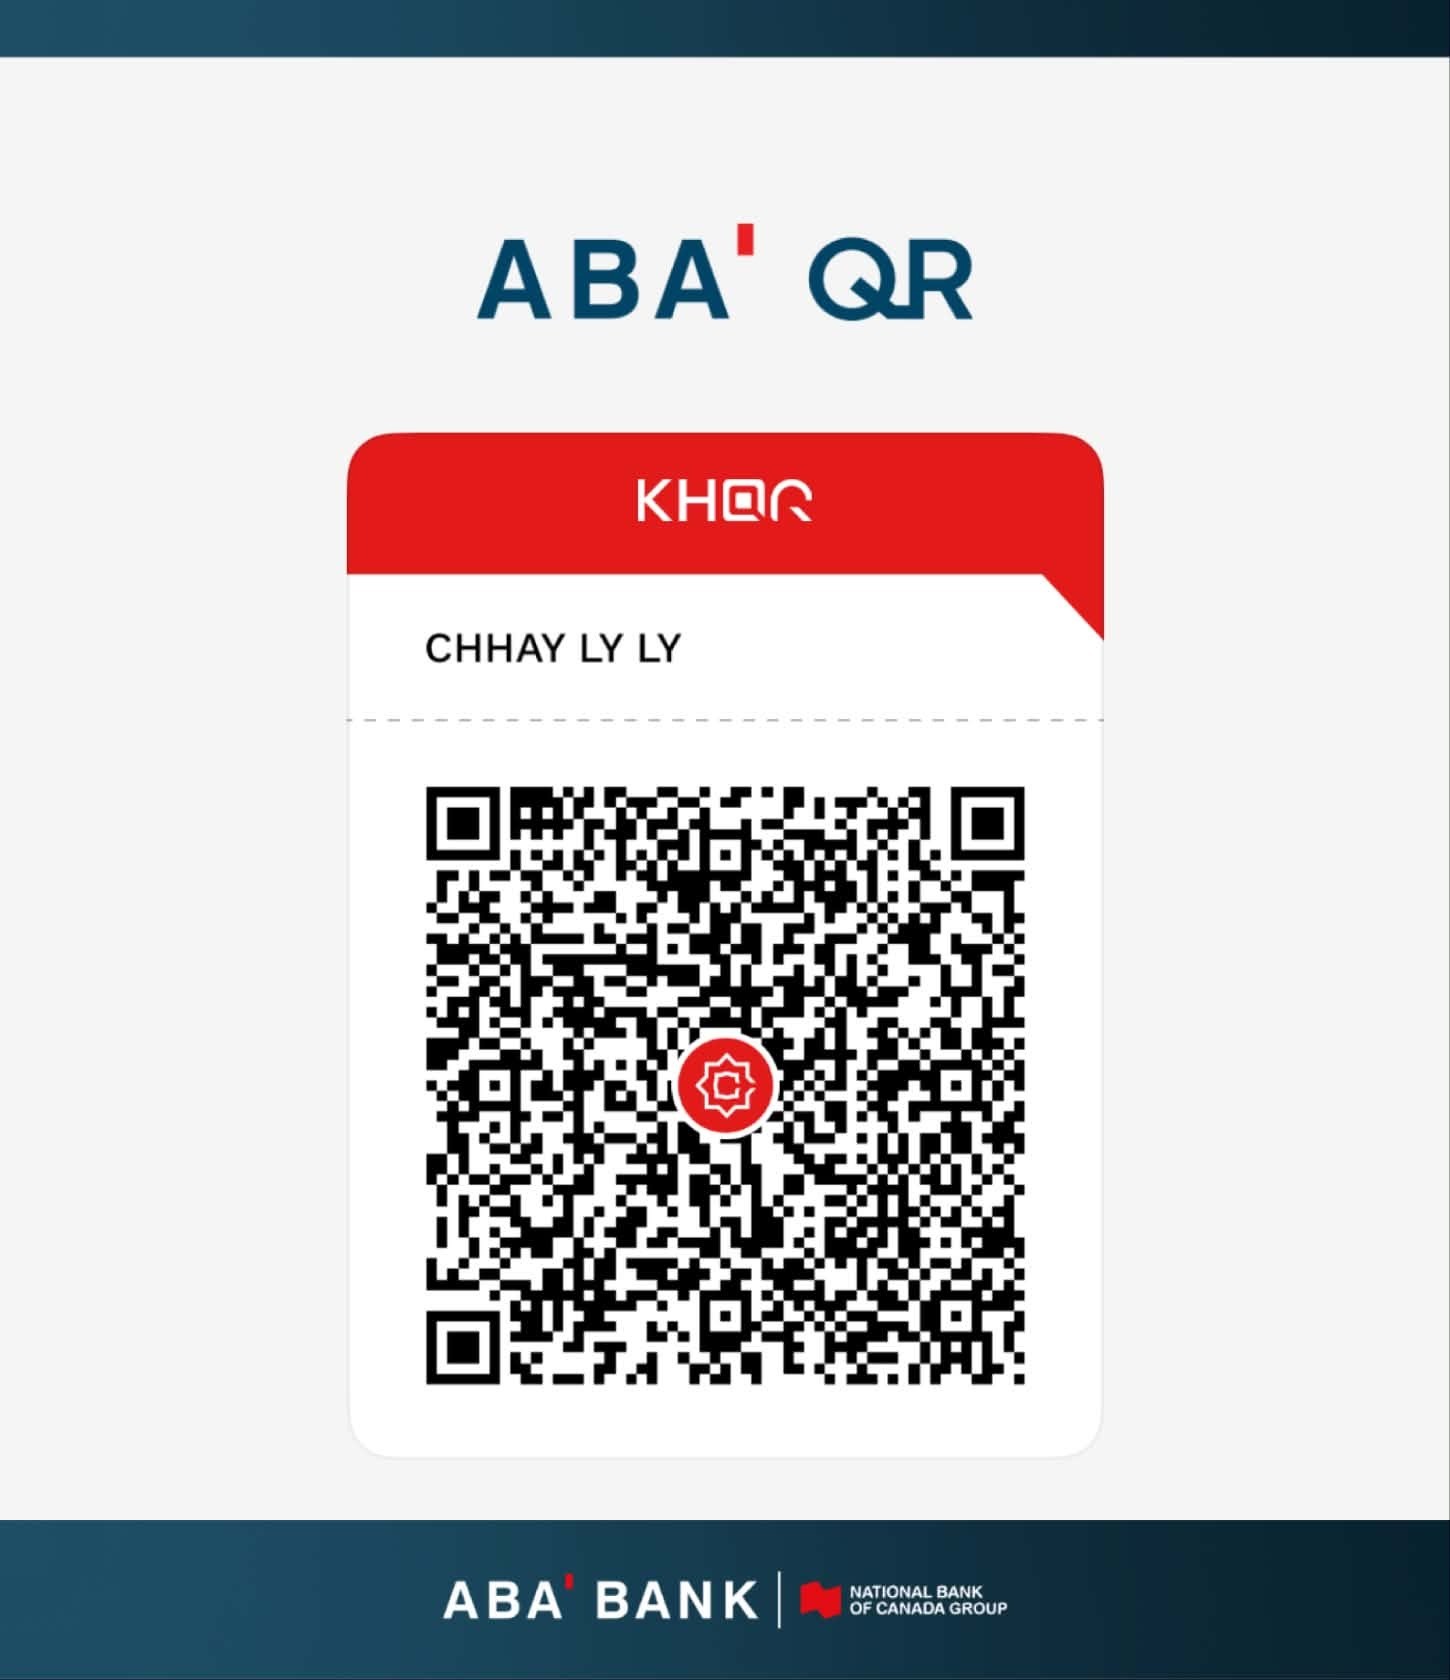 ABA' QR
KHQR
CHHAY LY LY
ABA' BANK
NATIONAL BANK
OF CANADA GROUP